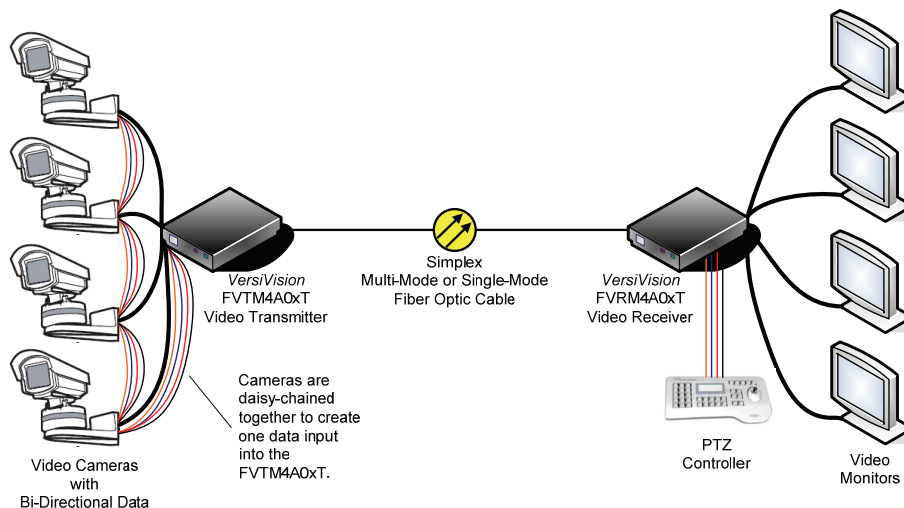 VersiVision
FVTM4A0xT
Video Transmitter
Simplex
Multi-Mode or Single-Mode
Fiber Optic Cable
VersiVision
FVRM4A0xT
Video Receiver
Cameras are
daisy-chained
together to create
one data input
into the
FVTM4A0xT.
Video Cameras
with
Bi-Directional Data
PTZ
Controller
Video
Monitors